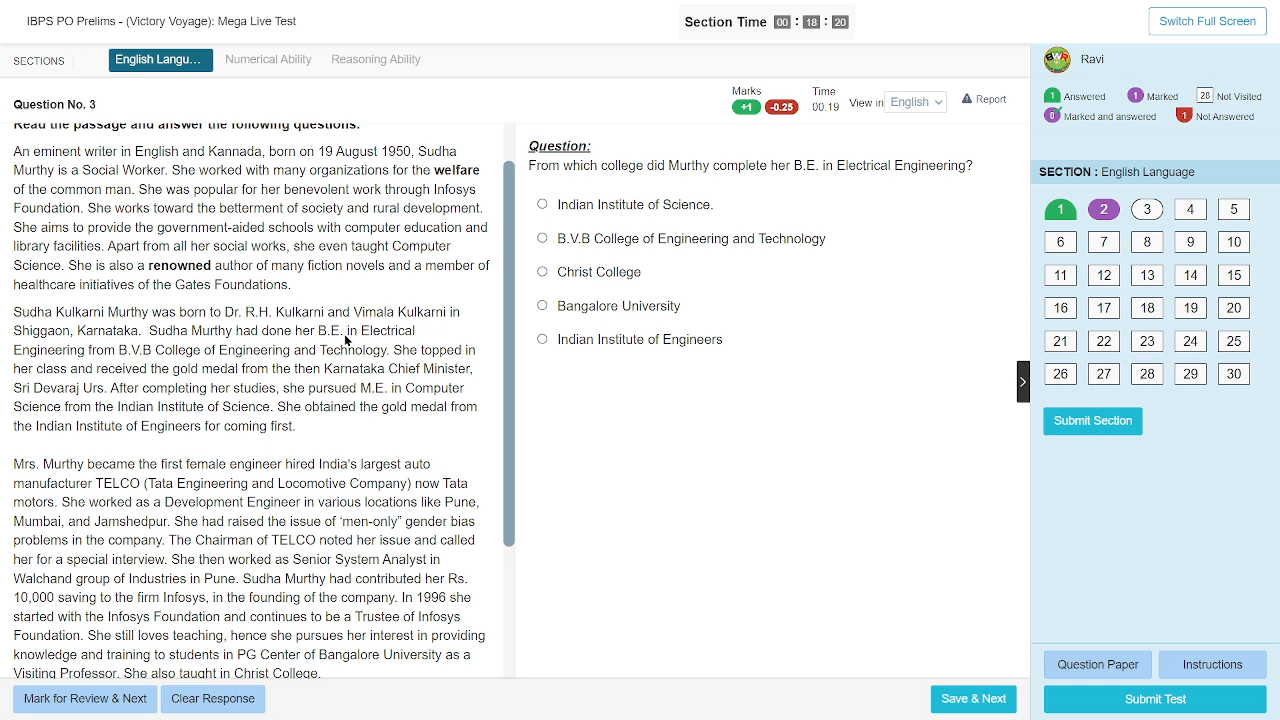 IBPS PO Prelims - (Victory Voyage): Mega Live Test
Section Time 00 : 18 : 20
Switch Full Screen
SECTIONS
English Langu...
Numerical Ability
Reasoning Ability
Ravi
Question No. 3
Marks
+1 -0.25
Time
00:19
View in English
Report
1 Answered
1 Marked
28 Not Visited
0 Marked and answered
1 Not Answered
Read the passage and answer the following questions.
An eminent writer in English and Kannada, born on 19 August 1950, Sudha
Murthy is a Social Worker. She worked with many organizations for the welfare
of the common man. She was popular for her benevolent work through Infosys
Foundation. She works toward the betterment of society and rural development.
She aims to provide the government-aided schools with computer education and
library facilities. Apart from all her social works, she even taught Computer
Science. She is also a renowned author of many fiction novels and a member of
healthcare initiatives of the Gates Foundations.
Sudha Kulkarni Murthy was born to Dr. R.H. Kulkarni and Vimala Kulkarni in
Shiggaon, Karnataka. Sudha Murthy had done her B.E. in Electrical
Engineering from B.V.B College of Engineering and Technology. She topped in
her class and received the gold medal from the then Karnataka Chief Minister,
Sri Devaraj Urs. After completing her studies, she pursued M.E. in Computer
Science from the Indian Institute of Science. She obtained the gold medal from
the Indian Institute of Engineers for coming first.
Mrs. Murthy became the first female engineer hired India's largest auto
manufacturer TELCO (Tata Engineering and Locomotive Company) now Tata
motors. She worked as a Development Engineer in various locations like Pune,
Mumbai, and Jamshedpur. She had raised the issue of ‘men-only” gender bias
problems in the company. The Chairman of TELCO noted her issue and called
her for a special interview. She then worked as Senior System Analyst in
Walchand group of Industries in Pune. Sudha Murthy had contributed her Rs.
10,000 saving to the firm Infosys, in the founding of the company. In 1996 she
started with the Infosys Foundation and continues to be a Trustee of Infosys
Foundation. She still loves teaching, hence she pursues her interest in providing
knowledge and training to students in PG Center of Bangalore University as a
Visiting Professor. She also taught in Christ College.
Question:
From which college did Murthy complete her B.E. in Electrical Engineering?
Indian Institute of Science.
B.V.B College of Engineering and Technology
Christ College
Bangalore University
Indian Institute of Engineers
SECTION : English Language
1 2 3 4 5
6 7 8 9 10
11 12 13 14 15
16 17 18 19 20
21 22 23 24 25
26 27 28 29 30
Submit Section
Question Paper
Instructions
Mark for Review & Next
Clear Response
Save & Next
Submit Test